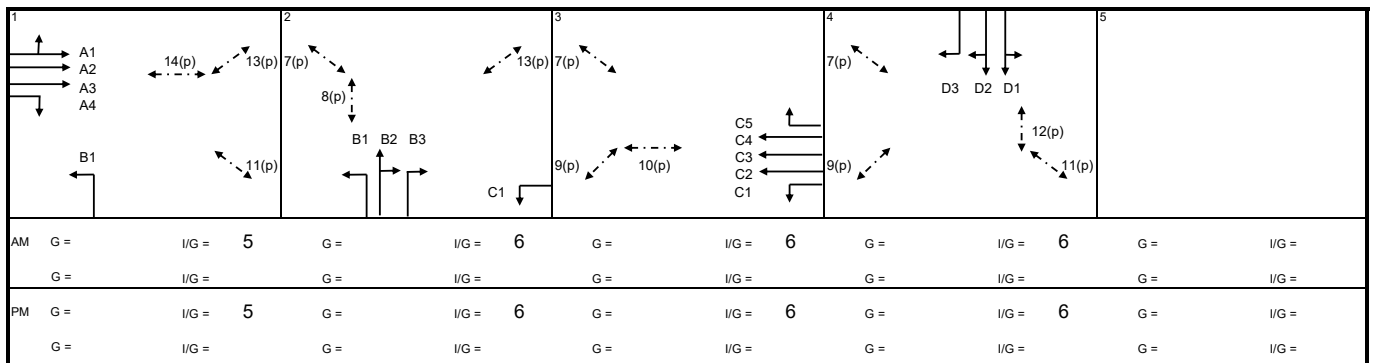 1 2 3 4 5
A1
A2
A3
A4
B1
14(p) 13(p)
11(p)
7(p) 13(p)
8(p)
B1 B2 B3
C1
7(p)
9(p) 10(p)
C5
C4
C3
C2
C1
7(p)
9(p)
D3 D2 D1
12(p)
11(p)
AM G = I/G = 5 G = I/G = 6 G = I/G = 6 G = I/G = 6 G = I/G =
G = I/G = G = I/G = G = I/G = G = I/G = G = I/G =
PM G = I/G = 5 G = I/G = 6 G = I/G = 6 G = I/G = 6 G = I/G =
G = I/G = G = I/G = G = I/G = G = I/G = G = I/G =